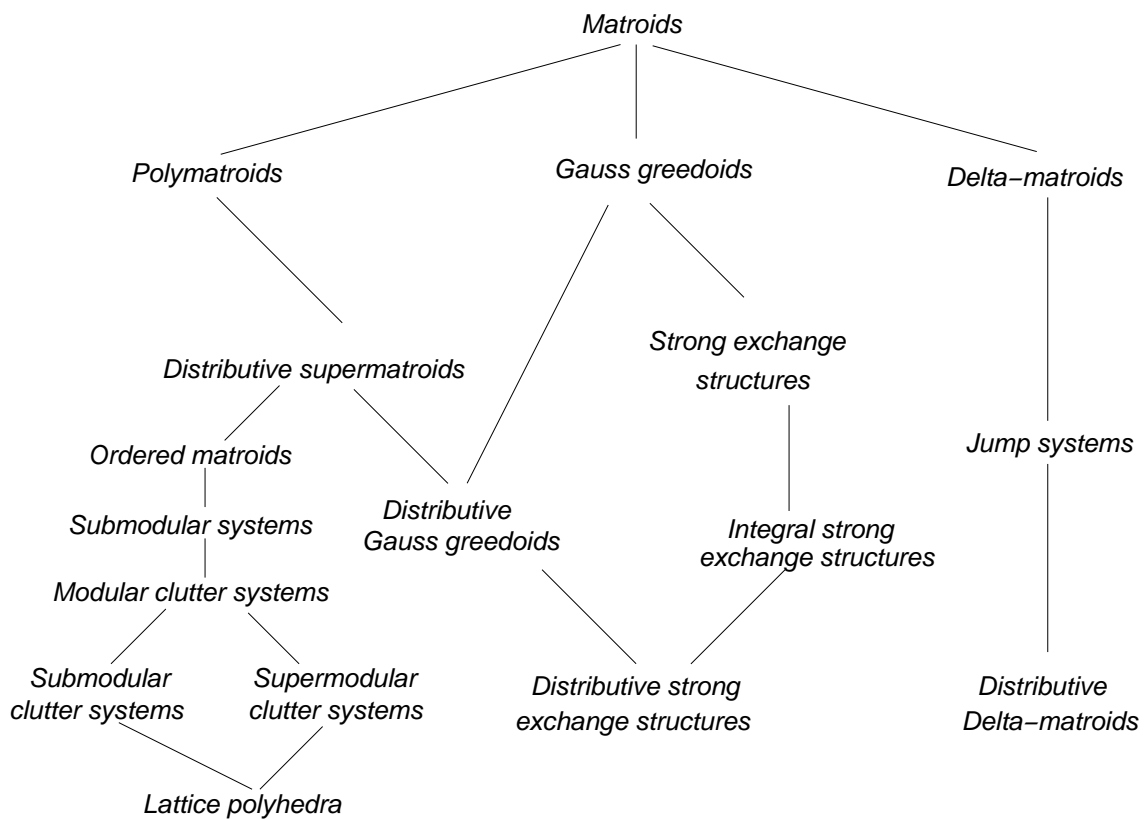 Matroids
Polymatroids
Gauss greedoids
Delta−matroids
Strong exchange
structures
Distributive supermatroids
Ordered matroids
Jump systems
Submodular systems
Distributive
Gauss greedoids
Integral strong
exchange structures
Modular clutter systems
Submodular
clutter systems
Supermodular
clutter systems
Distributive strong
exchange structures
Distributive
Delta−matroids
Lattice polyhedra